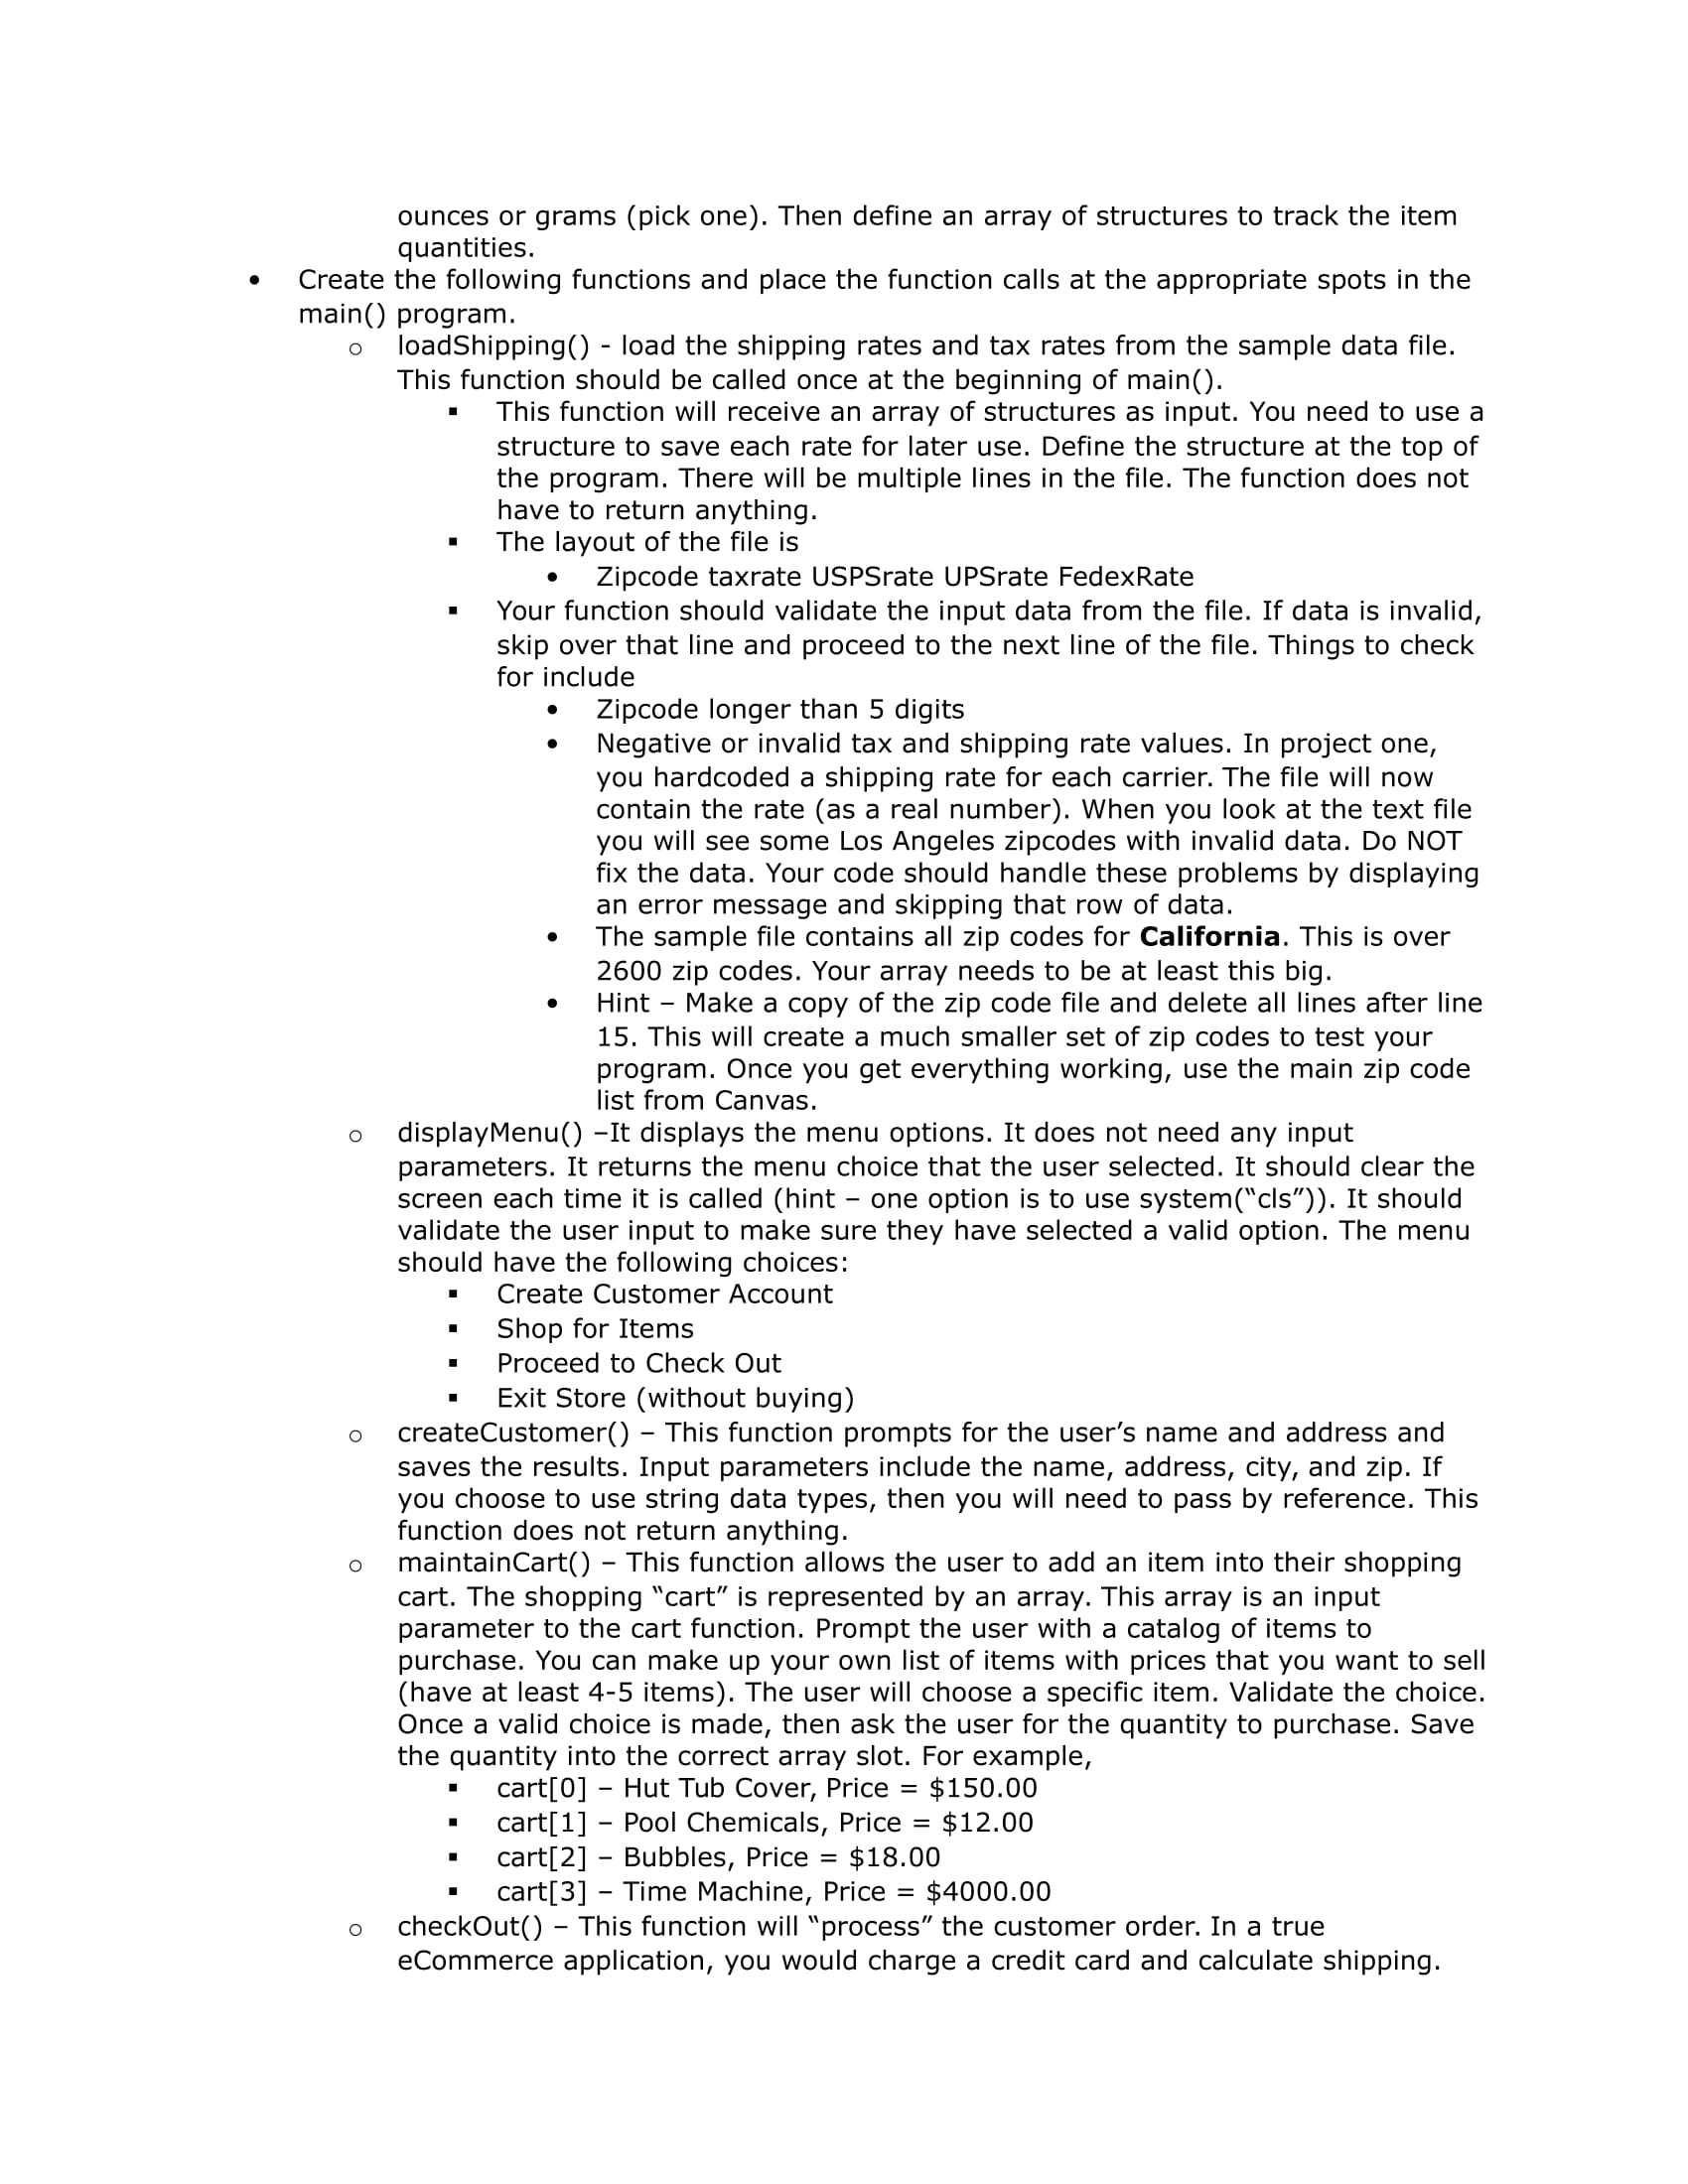 ounces or grams (pick one). Then define an array of structures to track the item
quantities.
• Create the following functions and place the function calls at the appropriate spots in the
main() program.
o loadShipping() - load the shipping rates and tax rates from the sample data file.
This function should be called once at the beginning of main().
▪ This function will receive an array of structures as input. You need to use a
structure to save each rate for later use. Define the structure at the top of
the program. There will be multiple lines in the file. The function does not
have to return anything.
▪ The layout of the file is
• Zipcode taxrate USPSrate UPSrate FedexRate
▪ Your function should validate the input data from the file. If data is invalid,
skip over that line and proceed to the next line of the file. Things to check
for include
• Zipcode longer than 5 digits
• Negative or invalid tax and shipping rate values. In project one,
you hardcoded a shipping rate for each carrier. The file will now
contain the rate (as a real number). When you look at the text file
you will see some Los Angeles zipcodes with invalid data. Do NOT
fix the data. Your code should handle these problems by displaying
an error message and skipping that row of data.
• The sample file contains all zip codes for California. This is over
2600 zip codes. Your array needs to be at least this big.
• Hint – Make a copy of the zip code file and delete all lines after line
15. This will create a much smaller set of zip codes to test your
program. Once you get everything working, use the main zip code
list from Canvas.
o displayMenu() –It displays the menu options. It does not need any input
parameters. It returns the menu choice that the user selected. It should clear the
screen each time it is called (hint – one option is to use system(“cls”)). It should
validate the user input to make sure they have selected a valid option. The menu
should have the following choices:
▪ Create Customer Account
▪ Shop for Items
▪ Proceed to Check Out
▪ Exit Store (without buying)
o createCustomer() – This function prompts for the user’s name and address and
saves the results. Input parameters include the name, address, city, and zip. If
you choose to use string data types, then you will need to pass by reference. This
function does not return anything.
o maintainCart() – This function allows the user to add an item into their shopping
cart. The shopping “cart” is represented by an array. This array is an input
parameter to the cart function. Prompt the user with a catalog of items to
purchase. You can make up your own list of items with prices that you want to sell
(have at least 4-5 items). The user will choose a specific item. Validate the choice.
Once a valid choice is made, then ask the user for the quantity to purchase. Save
the quantity into the correct array slot. For example,
▪ cart[0] – Hut Tub Cover, Price = $150.00
▪ cart[1] – Pool Chemicals, Price = $12.00
▪ cart[2] – Bubbles, Price = $18.00
▪ cart[3] – Time Machine, Price = $4000.00
o checkOut() – This function will “process” the customer order. In a true
eCommerce application, you would charge a credit card and calculate shipping.